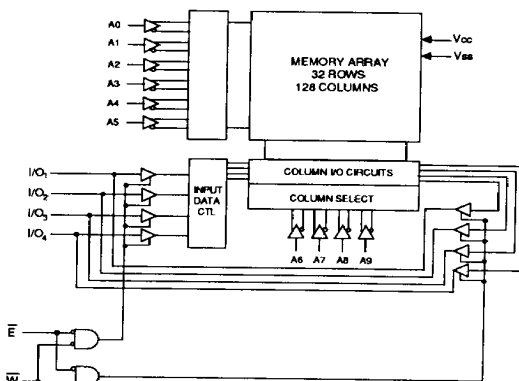 A0
A1
A2
A3
A4
A5
MEMORY ARRAY
32 ROWS
128 COLUMNS
Vcc
Vss
I/O1
I/O2
I/O3
I/O4
INPUT
DATA
CTL
COLUMN I/O CIRCUITS
COLUMN SELECT
A6 A7 A8 A9
E
W